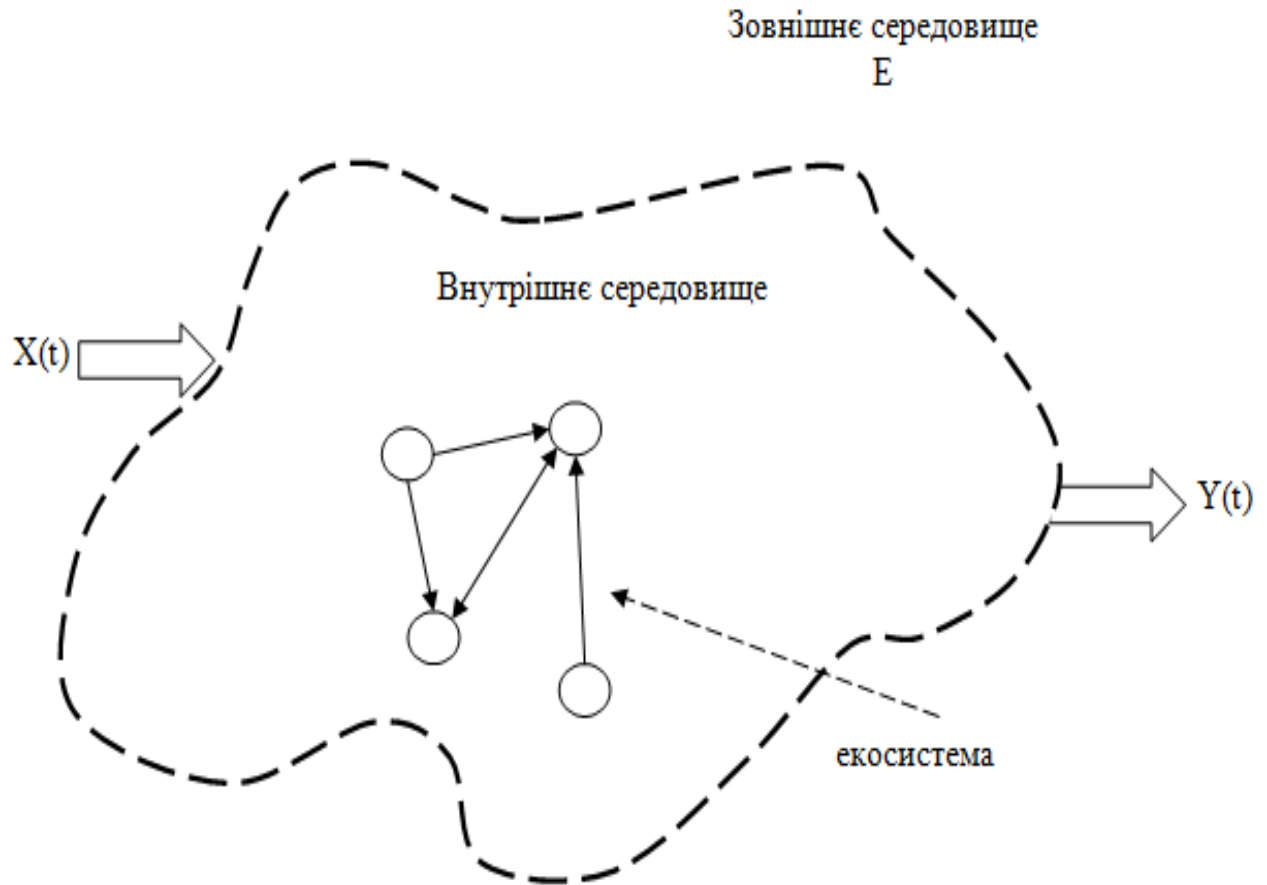 Зовнішнє середовище
Е
Внутрішнє середовище
X(t)
Y(t)
екосистема